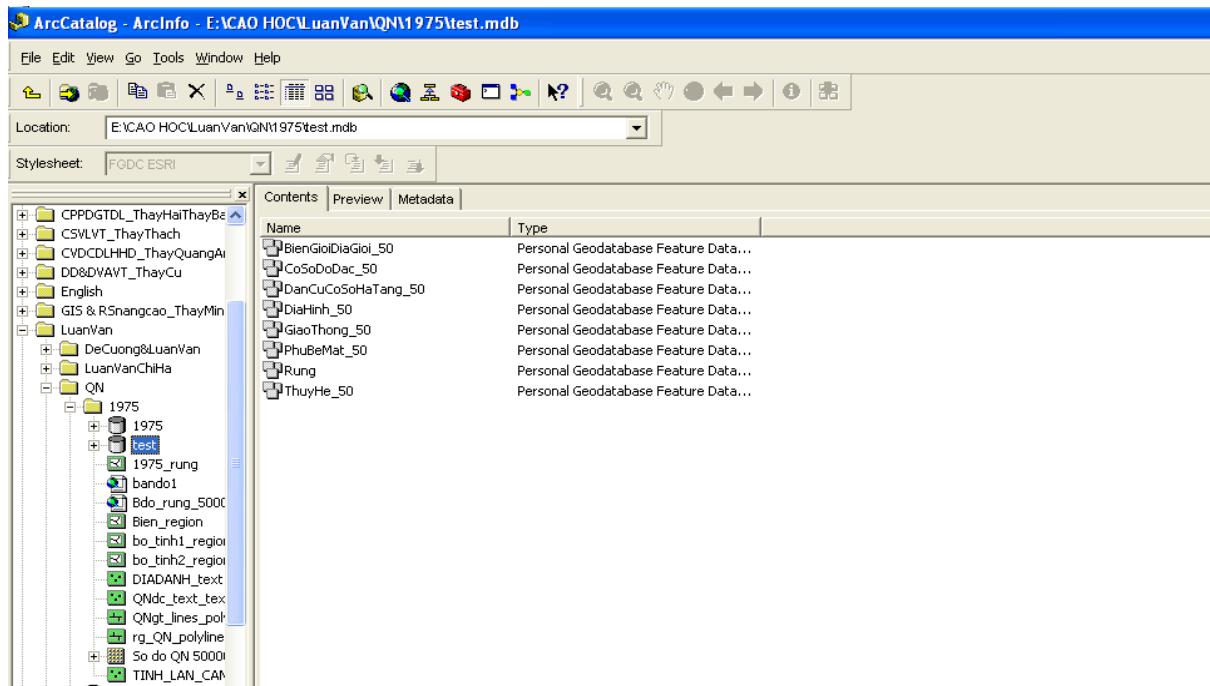 ArcCatalog - ArcInfo - E:\CAO HOC\LuanVan\QN\1975\test.mdb
File Edit View Go Tools Window Help
Location: E:\CAO HOC\LuanVan\QN\1975\test.mdb
Stylesheet: FGDC ESRI
CPPDGTDL_ThayHaiThayBa
CSVLVT_ThayThach
CVDCDLHHD_ThayQuangA
DD&DVAVT_ThayCu
English
GIS & RSnangcao_ThayMin
LuanVan
DeCuong&LuanVan
LuanVanChiHa
QN
1975
1975
test
1975_rung
bando1
Bdo_rung_5000
Bien_region
bo_tinh1_region
bo_tinh2_region
DIADANH_text
QNdc_text_tex
QNgt_lines_pol
rg_QN_polyline
So do QN 5000
TINH_LAN_CAN
Contents Preview Metadata
Name Type
BienGioiDiaGioi_50 Personal Geodatabase Feature Data...
CoSoDoDac_50 Personal Geodatabase Feature Data...
DanCuCoSoHaTang_50 Personal Geodatabase Feature Data...
DiaHinh_50 Personal Geodatabase Feature Data...
GiaoThong_50 Personal Geodatabase Feature Data...
PhuBeMat_50 Personal Geodatabase Feature Data...
Rung Personal Geodatabase Feature Data...
ThuyHe_50 Personal Geodatabase Feature Data...